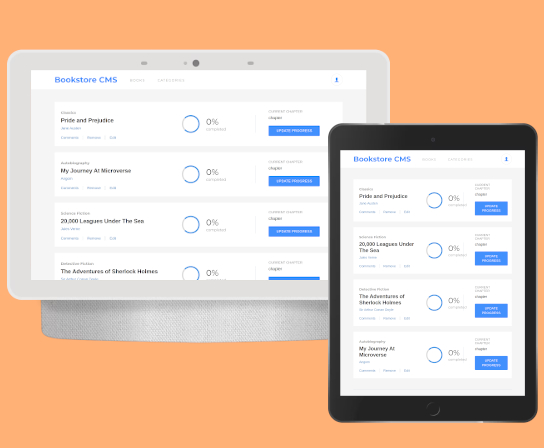 Bookstore CMS BOOKS CATEGORIES
Classics
Pride and Prejudice
Jane Austen
Comments Remove Edit
0%
completed
CURRENT CHAPTER
chapter
UPDATE PROGRESS
Autobiography
My Journey At Microverse
Angelo
Comments Remove Edit
0%
completed
CURRENT CHAPTER
chapter
UPDATE PROGRESS
Science Fiction
20,000 Leagues Under The Sea
Jules Verne
Comments Remove Edit
0%
completed
CURRENT CHAPTER
chapter
UPDATE PROGRESS
Detective Fiction
The Adventures of Sherlock Holmes
Sir Arthur Conan Doyle
0%
CURRENT CHAPTER
chapter
Bookstore CMS BOOKS CATEGORIES
Classics
Pride and Prejudice
Jane Austen
Comments Remove Edit
0%
completed
CURRENT
CHAPTER
chapter
UPDATE
PROGRESS
Science Fiction
20,000 Leagues Under
The Sea
Jules Verne
Comments Remove Edit
0%
completed
CURRENT
CHAPTER
chapter
UPDATE
PROGRESS
Detective Fiction
The Adventures of
Sherlock Holmes
Sir Arthur Conan Doyle
Comments Remove Edit
0%
completed
CURRENT
CHAPTER
chapter
UPDATE
PROGRESS
Autobiography
My Journey At
Microverse
Angelo
Comments Remove Edit
0%
completed
CURRENT
CHAPTER
chapter
UPDATE
PROGRESS